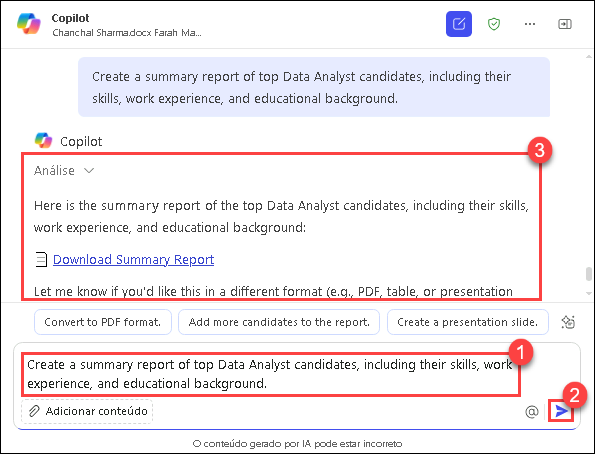 Copilot
Chanchal Sharma.docx Farah Ma...
Create a summary report of top Data Analyst candidates, including their
skills, work experience, and educational background.
Copilot
3
Análise
Here is the summary report of the top Data Analyst candidates, including their skills,
work experience, and educational background:
Download Summary Report
Let me know if you'd like this in a different format (e.g., PDF, table, or presentation
Convert to PDF format.
Add more candidates to the report.
Create a presentation slide.
1
Create a summary report of top Data Analyst candidates, including their skills, work
experience, and educational background.
2
Adicionar conteúdo
@
O conteúdo gerado por IA pode estar incorreto